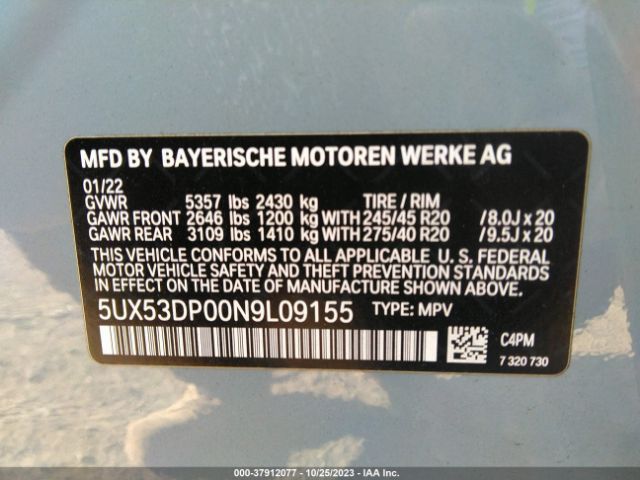 MFD BY BAYERISCHE MOTOREN WERKE AG
01/22
GVWR 5357 lbs 2430 kg TIRE / RIM
GAWR FRONT 2646 lbs 1200 kg WITH 245/45 R20 /8.0J x 20
GAWR REAR 3109 lbs 1410 kg WITH 275/40 R20 /9.5J x 20
THIS VEHICLE CONFORMS TO ALL APPLICABLE U. S. FEDERAL
MOTOR VEHICLE SAFETY AND THEFT PREVENTION STANDARDS
IN EFFECT ON THE DATE OF MANUFACTURE SHOWN ABOVE.
5UX53DP00N9L09155 TYPE: MPV
C4PM
7 320 730
000-37912077 - 10/25/2023 - IAA Inc.